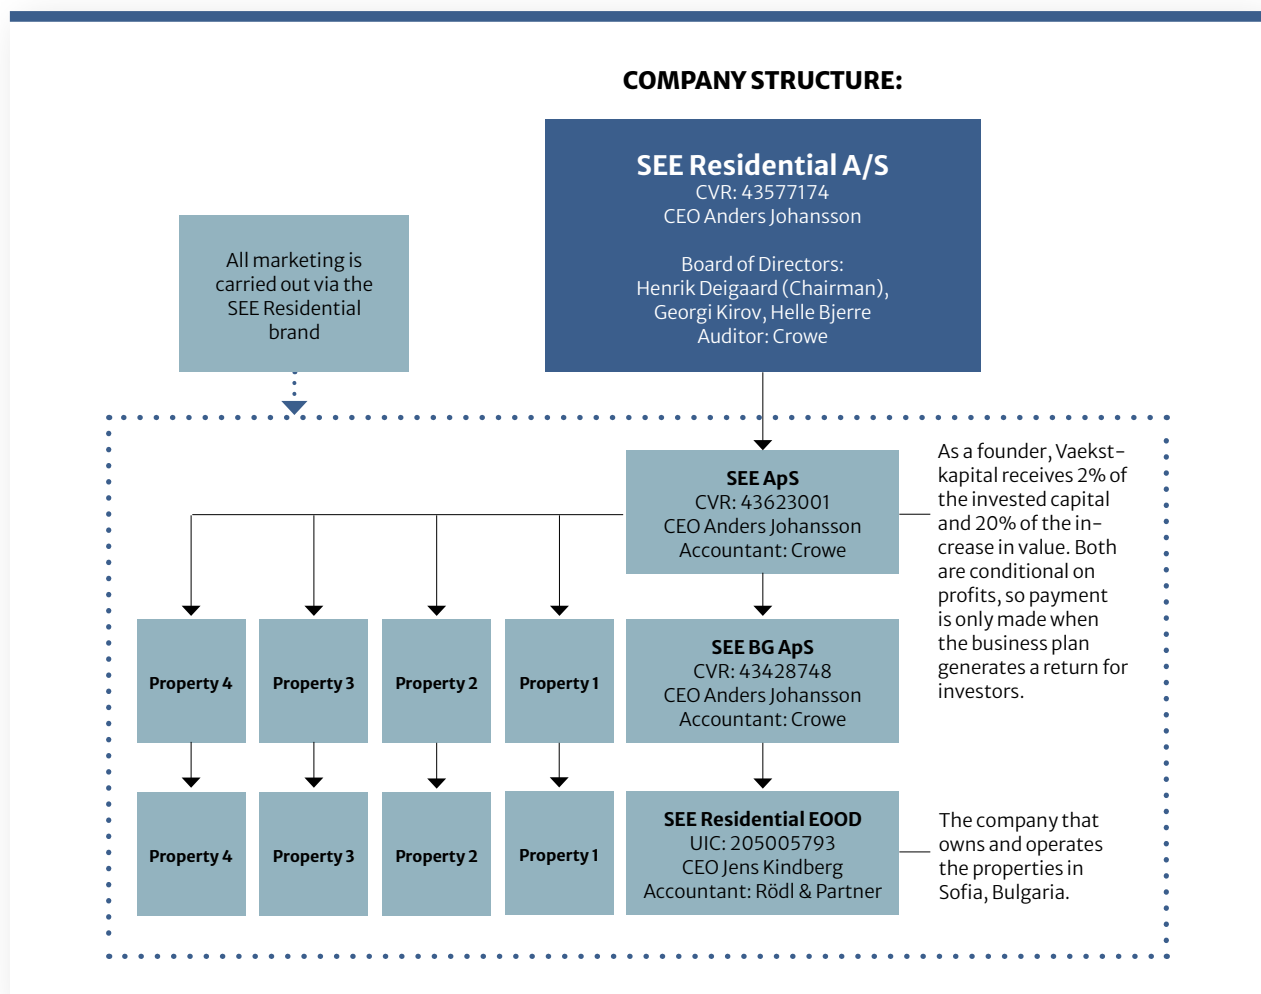 COMPANY STRUCTURE:
SEE Residential A/S
CVR: 43577174
CEO Anders Johansson
Board of Directors:
Henrik Deigaard (Chairman),
Georgi Kirov, Helle Bjerre
Auditor: Crowe
All marketing is
carried out via the
SEE Residential
brand
SEE ApS
CVR: 43623001
CEO Anders Johansson
Accountant: Crowe
As a founder, Vaekst-
kapital receives 2% of
the invested capital
and 20% of the in-
crease in value. Both
are conditional on
profits, so payment
is only made when
the business plan
generates a return for
investors.
Property 4
Property 3
Property 2
Property 1
SEE BG ApS
CVR: 43428748
CEO Anders Johansson
Accountant: Crowe
Property 4
Property 3
Property 2
Property 1
SEE Residential EOOD
UIC: 205005793
CEO Jens Kindberg
Accountant: Rödl & Partner
The company that
owns and operates
the properties in
Sofia, Bulgaria.